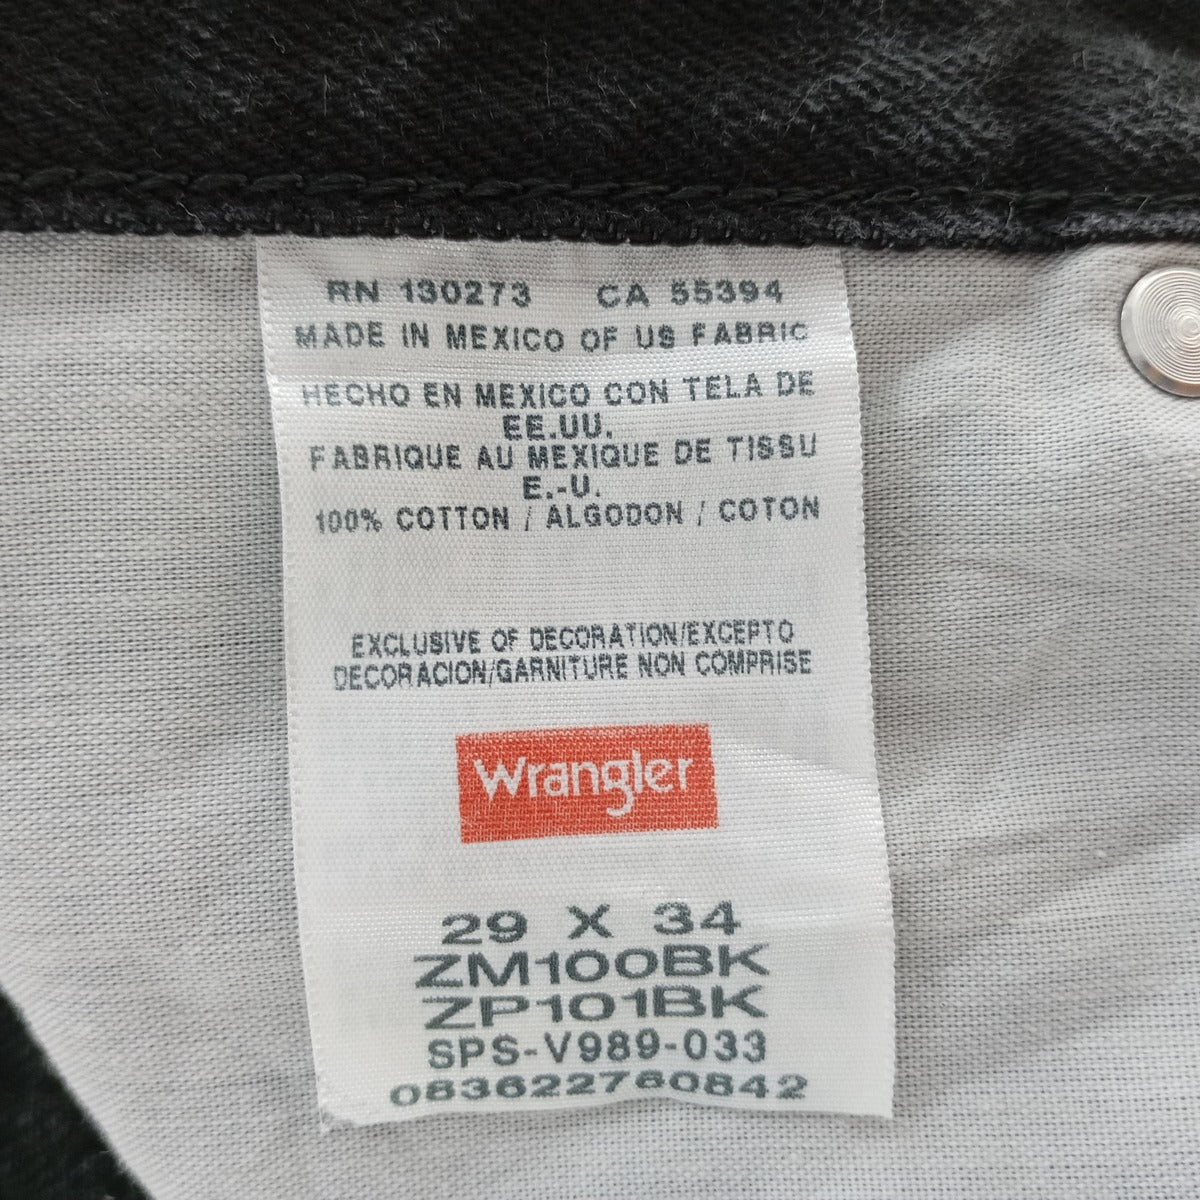 RN 130273 CA 55394
MADE IN MEXICO OF US FABRIC
HECHO EN MEXICO CON TELA DE
EE.UU.
FABRIQUE AU MEXIQUE DE TISSU
E.-U.
100% COTTON / ALGODON / COTON
EXCLUSIVE OF DECORATION/EXCEPTO
DECORACION/GARNITURE NON COMPRISE
Wrangler
29 X 34
ZM100BK
ZP101BK
SPS-V989-033
083622780842